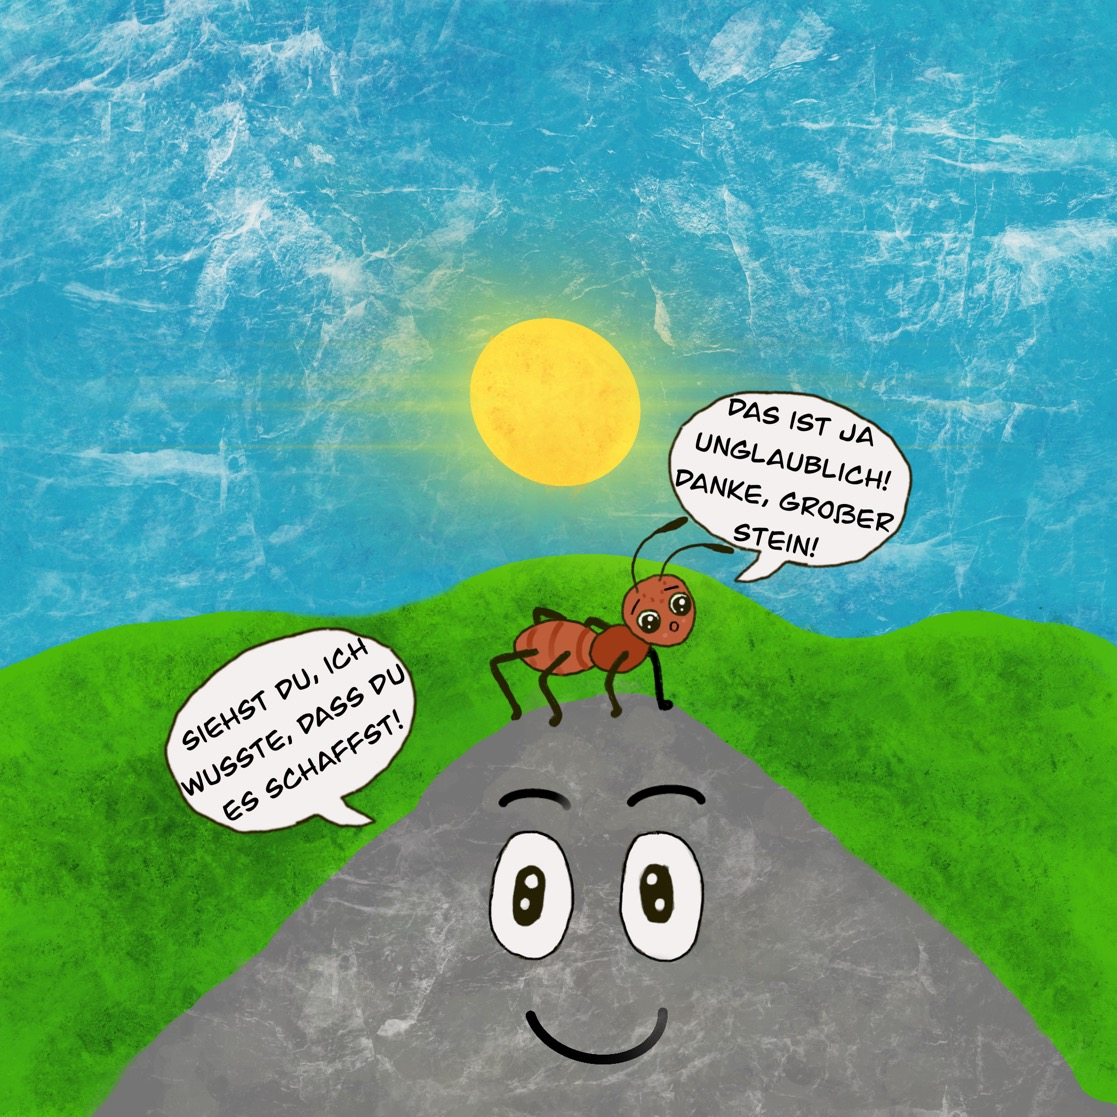 SIEHST DU, ICH
WUSSTE, DASS DU
ES SCHAFFST!
DAS IST JA
UNGLAUBLICH!
DANKE, GROßER
STEIN!